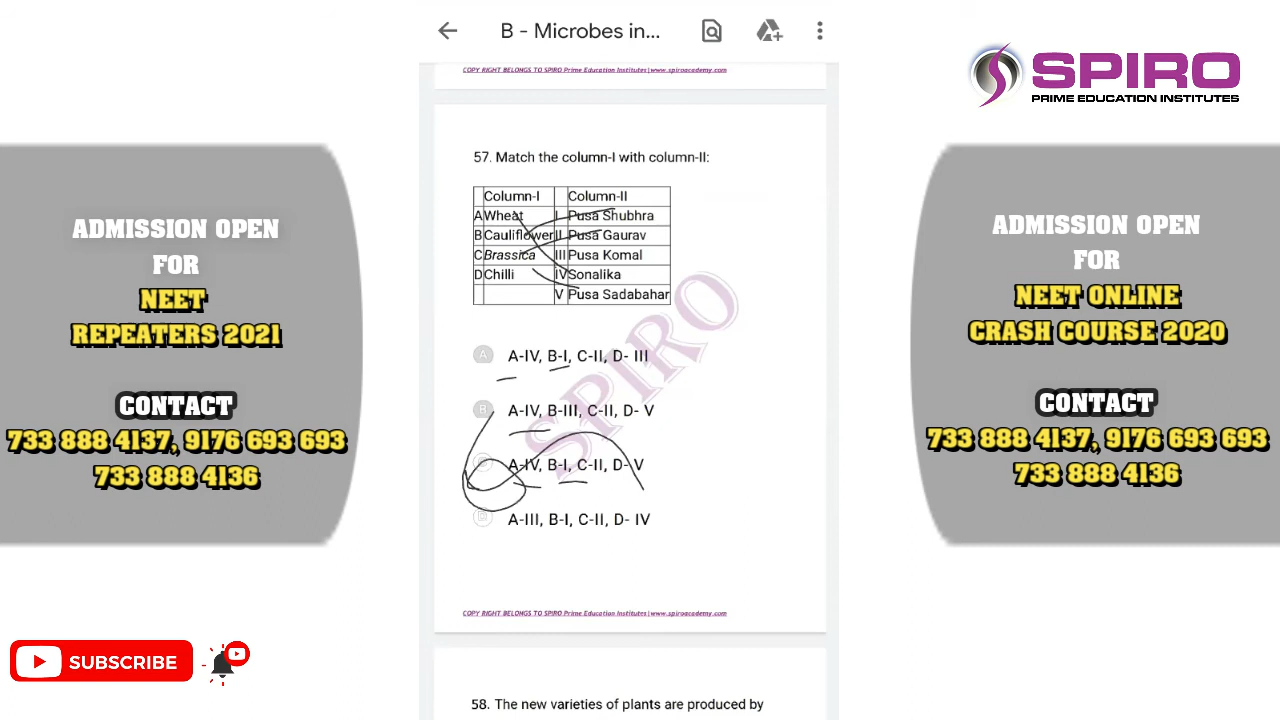 B - Microbes in...
COPY RIGHT BELONGS TO SPIRO Prime Education Institutes|www.spiroacademy.com
SPIRO
PRIME EDUCATION INSTITUTES
ADMISSION OPEN
FOR
NEET
REPEATERS 2021
CONTACT
733 888 4137, 9176 693 693
733 888 4136
57. Match the column-I with column-II:
Column-I Column-II
A Wheat I Pusa Shubhra
B Cauliflower II Pusa Gaurav
C Brassica III Pusa Komal
D Chilli IV Sonalika
V Pusa Sadabahar
A A-IV, B-I, C-II, D- III
B A-IV, B-III, C-II, D- V
A-IV, B-I, C-II, D- V
D A-III, B-I, C-II, D- IV
SPIRO
COPY RIGHT BELONGS TO SPIRO Prime Education Institutes|www.spiroacademy.com
58. The new varieties of plants are produced by
ADMISSION OPEN
FOR
NEET ONLINE
CRASH COURSE 2020
CONTACT
733 888 4137, 9176 693 693
733 888 4136
SUBSCRIBE